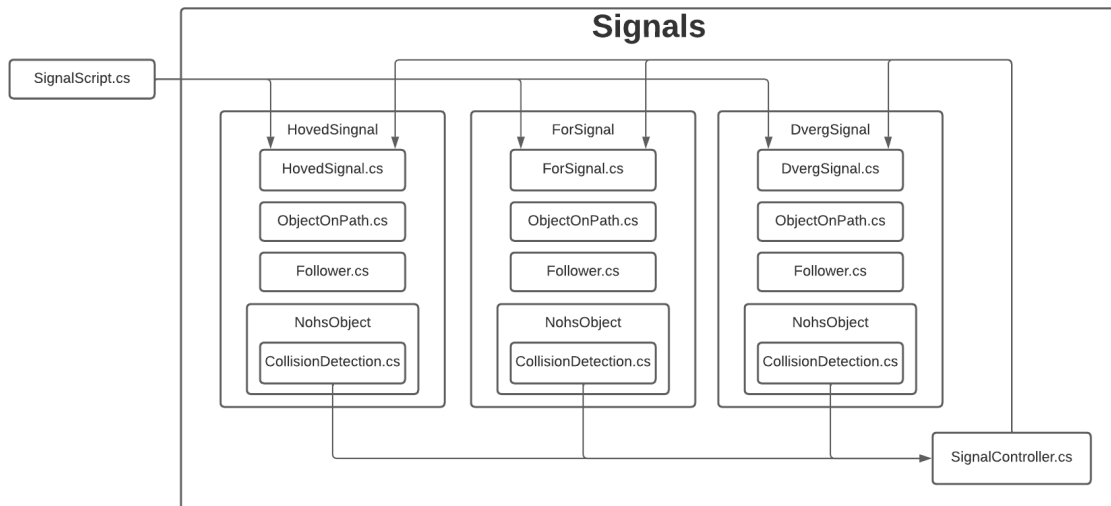 Signals
SignalScript.cs
HovedSingnal
HovedSignal.cs
ObjectOnPath.cs
Follower.cs
NohsObject
CollisionDetection.cs
ForSignal
ForSignal.cs
ObjectOnPath.cs
Follower.cs
NohsObject
CollisionDetection.cs
DvergSignal
DvergSignal.cs
ObjectOnPath.cs
Follower.cs
NohsObject
CollisionDetection.cs
SignalController.cs